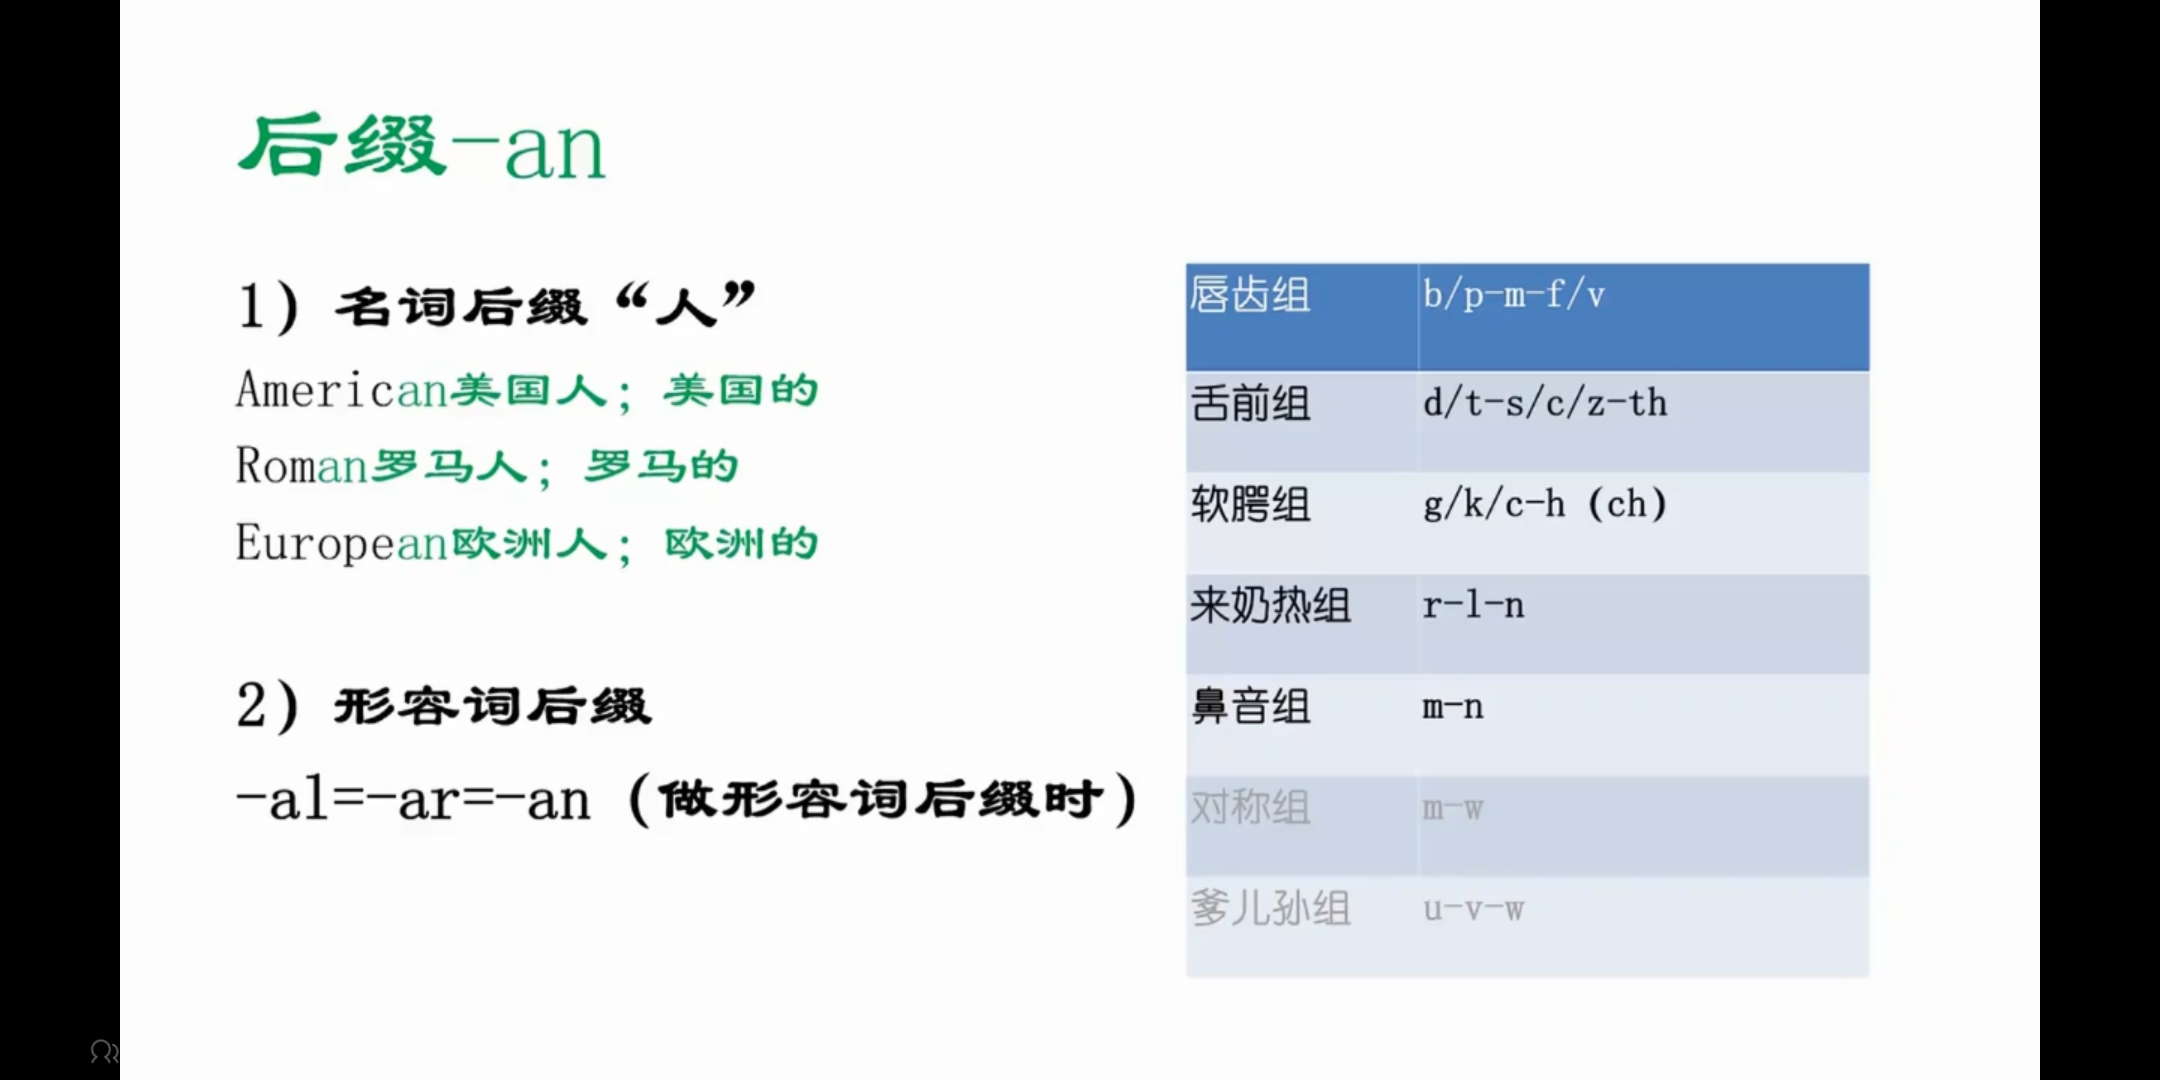 后缀-an
1）名词后缀“人”
American美国人；美国的
Roman罗马人；罗马的
European欧洲人；欧洲的
2）形容词后缀
-al=-ar=-an（做形容词后缀时）
唇齿组 b/p-m-f/v
舌前组 d/t-s/c/z-th
软腭组 g/k/c-h（ch）
来奶热组 r-l-n
鼻音组 m-n
对称组 m-w
爹儿孙组 u-v-w